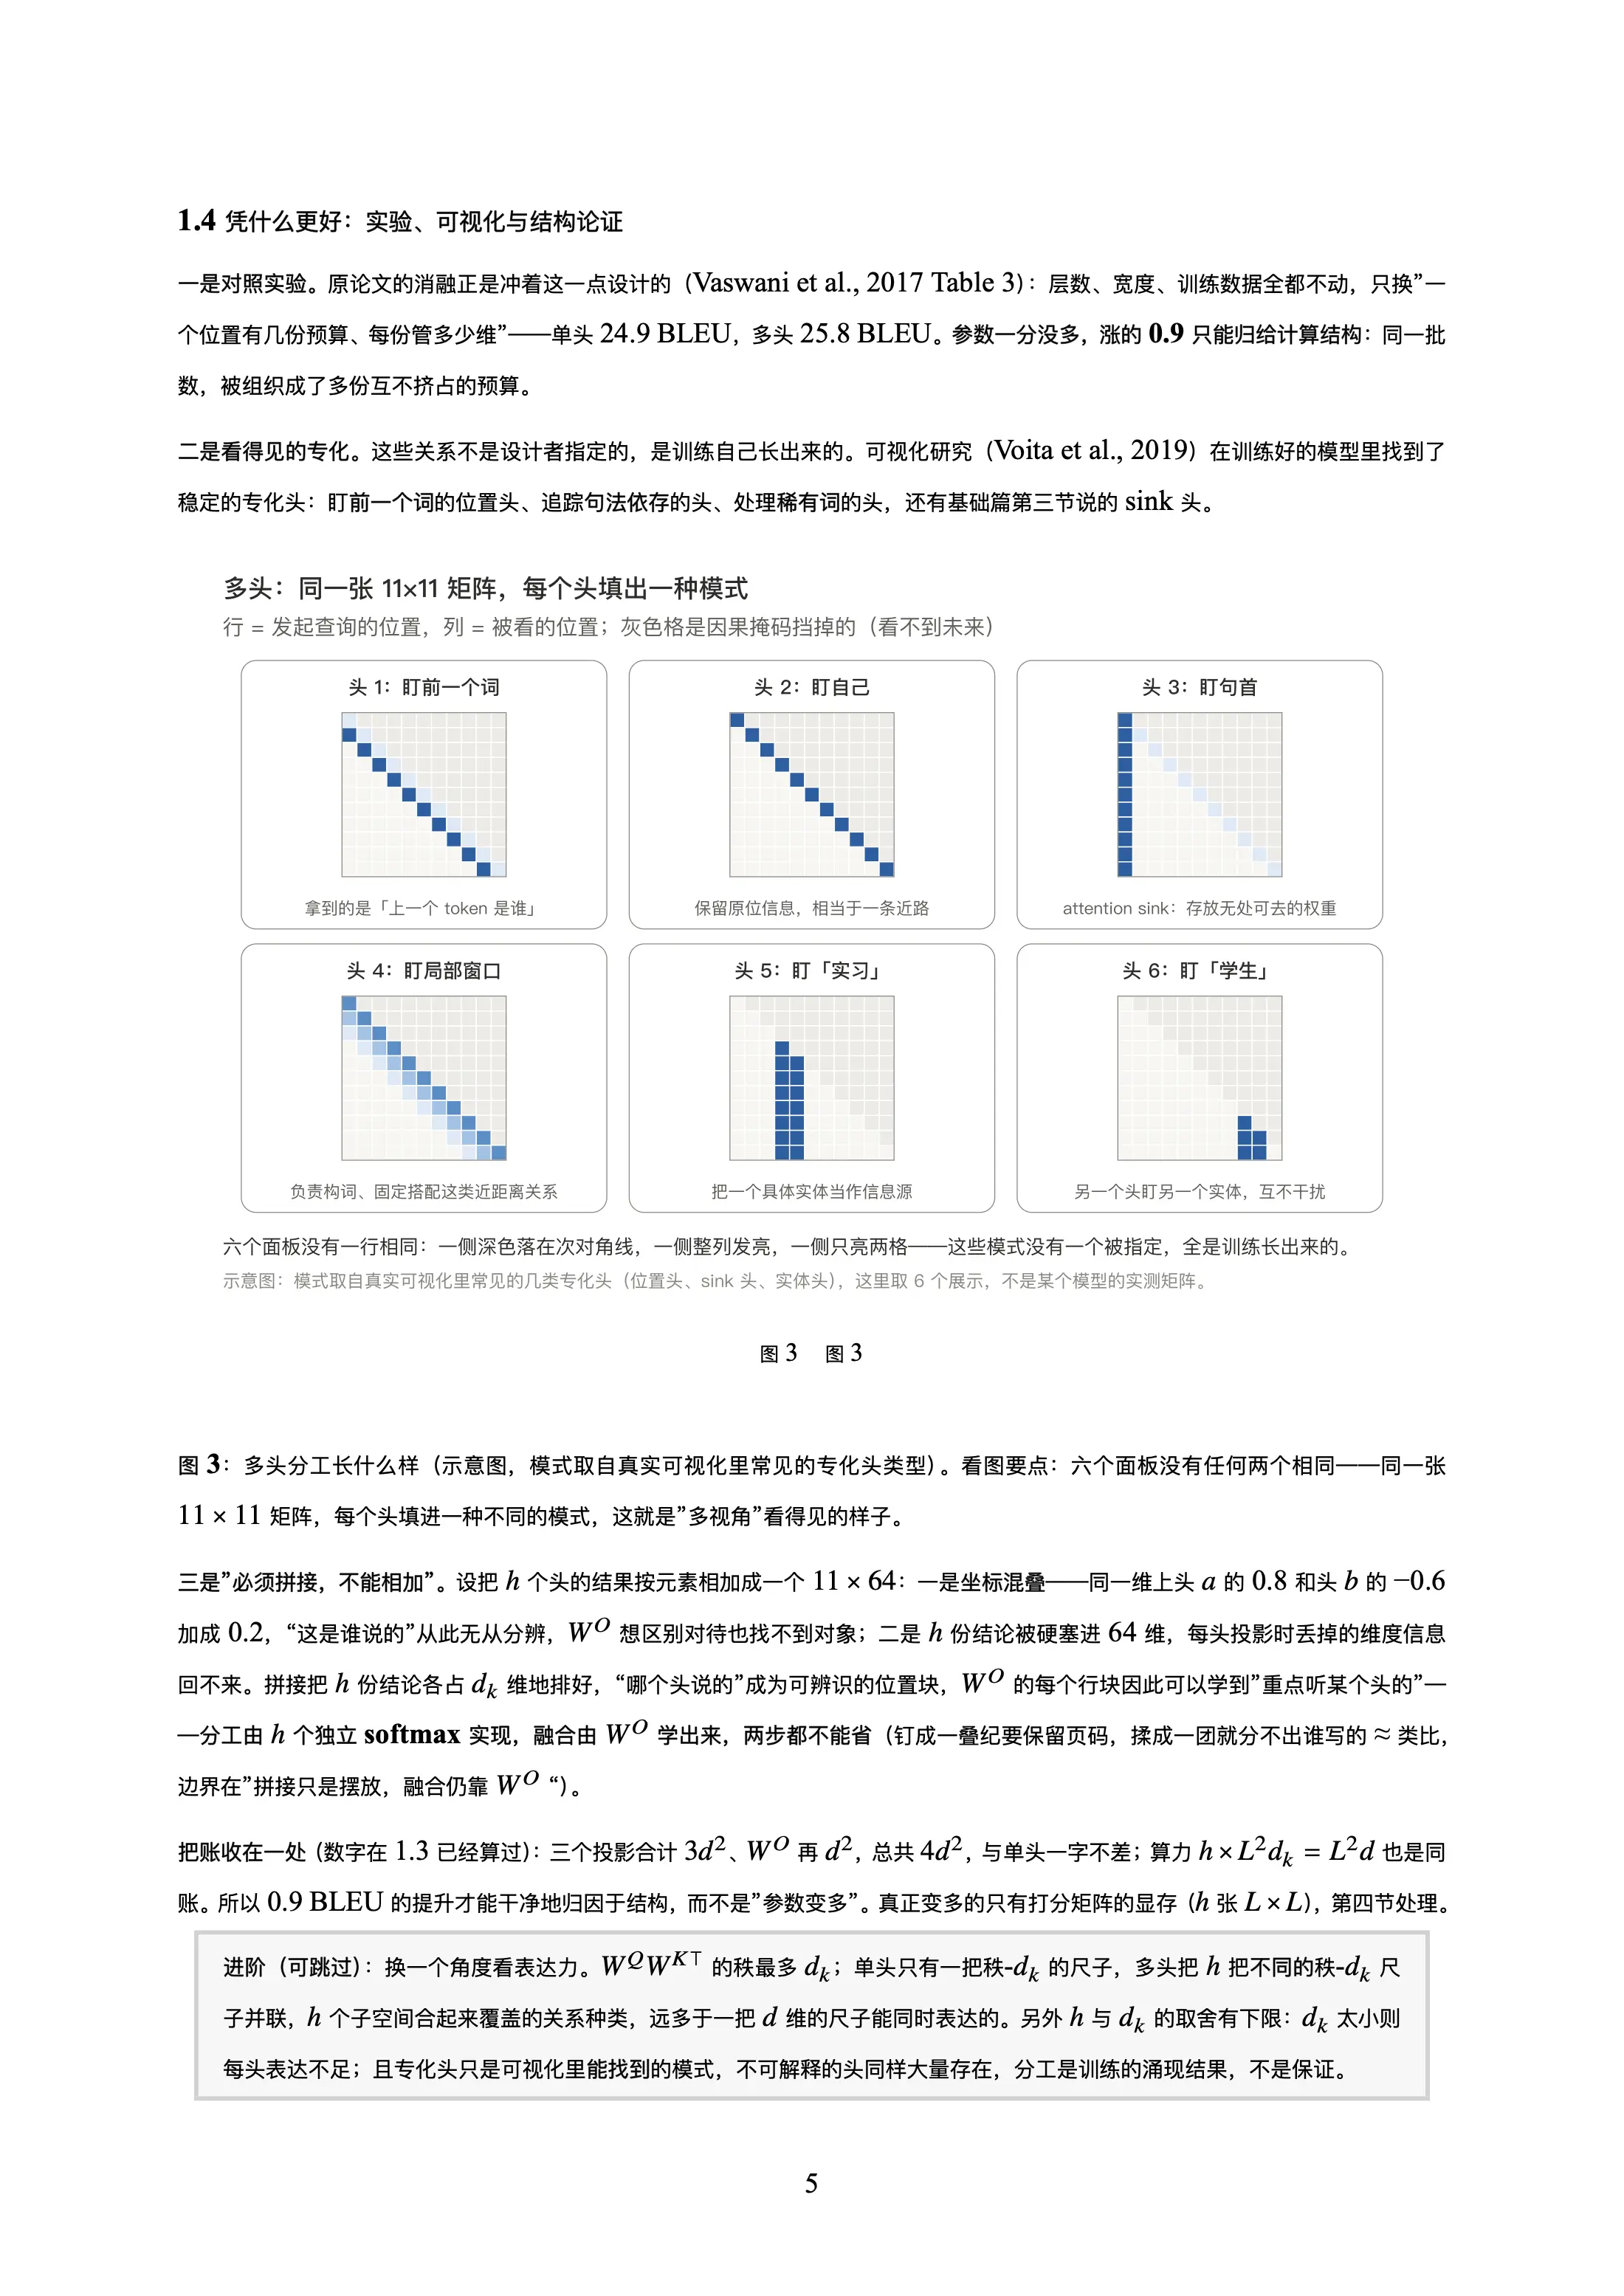 1.4 凭什么更好：实验、可视化与结构论证
一是对照实验。原论文的消融正是冲着这一点设计的（Vaswani et al., 2017 Table 3）：层数、宽度、训练数据全都不动，只换”一
个位置有几份预算、每份管多少维”——单头 24.9 BLEU，多头 25.8 BLEU。参数一分没多，涨的 0.9 只能归给计算结构：同一批
数，被组织成了多份互不挤占的预算。
二是看得见的专化。这些关系不是设计者指定的，是训练自己长出来的。可视化研究（Voita et al., 2019）在训练好的模型里找到了
稳定的专化头：盯前一个词的位置头、追踪句法依存的头、处理稀有词的头，还有基础篇第三节说的 sink 头。
多头：同一张 11×11 矩阵，每个头填出一种模式
行 = 发起查询的位置，列 = 被看的位置；灰色格是因果掩码挡掉的（看不到未来）
头 1：盯前一个词
头 2：盯自己
头 3：盯句首
拿到的是「上一个 token 是谁」
保留原位信息，相当于一条近路
attention sink：存放无处可去的权重
头 4：盯局部窗口
头 5：盯「实习」
头 6：盯「学生」
负责构词、固定搭配这类近距离关系
把一个具体实体当作信息源
另一个头盯另一个实体，互不干扰
六个面板没有一行相同：一侧深色落在次对角线，一侧整列发亮，一侧只亮两格——这些模式没有一个被指定，全是训练长出来的。
示意图：模式取自真实可视化里常见的几类专化头（位置头、sink 头、实体头），这里取 6 个展示，不是某个模型的实测矩阵。
图 3 图 3
图 3：多头分工长什么样（示意图，模式取自真实可视化里常见的专化头类型）。看图要点：六个面板没有任何两个相同——同一张
11 × 11 矩阵，每个头填进一种不同的模式，这就是”多视角”看得见的样子。
三是”必须拼接，不能相加”。设把 h 个头的结果按元素相加成一个 11 × 64：一是坐标混叠——同一维上头 a 的 0.8 和头 b 的 −0.6
加成 0.2，“这是谁说的”从此无从分辨，W^O 想区别对待也找不到对象；二是 h 份结论被硬塞进 64 维，每头投影时丢掉的维度信息
回不来。拼接把 h 份结论各占 d_k 维地排好，“哪个头说的”成为可辨识的位置块，W^O 的每个行块因此可以学到”重点听某个头的”—
—分工由 h 个独立 softmax 实现，融合由 W^O 学出来，两步都不能省（钉成一叠纪要保留页码，揉成一团就分不出谁写的 ≈ 类比，
边界在”拼接只是摆放，融合仍靠 W^O “）。
把账收在一处（数字在 1.3 已经算过）：三个投影合计 3d^2、W^O 再 d^2，总共 4d^2，与单头一字不差；算力 h × L^2 d_k = L^2 d 也是同
账。所以 0.9 BLEU 的提升才能干净地归因于结构，而不是”参数变多”。真正变多的只有打分矩阵的显存（h 张 L × L），第四节处理。
进阶（可跳过）：换一个角度看表达力。W^Q W^{K⊤} 的秩最多 d_k；单头只有一把秩-d_k 的尺子，多头把 h 把不同的秩-d_k 尺
子并联，h 个子空间合起来覆盖的关系种类，远多于一把 d 维的尺子能同时表达的。另外 h 与 d_k 的取舍有下限：d_k 太小则
每头表达不足；且专化头只是可视化里能找到的模式，不可解释的头同样大量存在，分工是训练的涌现结果，不是保证。
5